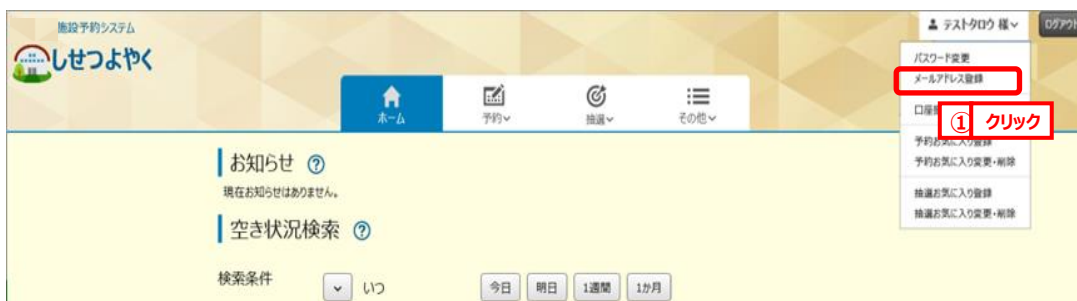 施設予約システム
しせつよやく
テストタロウ 様
ログアウト
ホーム
予約
抽選
その他
パスワード変更
メールアドレス登録
口座
① クリック
予約お気に入り登録
予約お気に入り変更・削除
抽選お気に入り登録
抽選お気に入り変更・削除
お知らせ ?
現在お知らせはありません。
空き状況検索 ?
検索条件 いつ 今日 明日 1週間 1か月